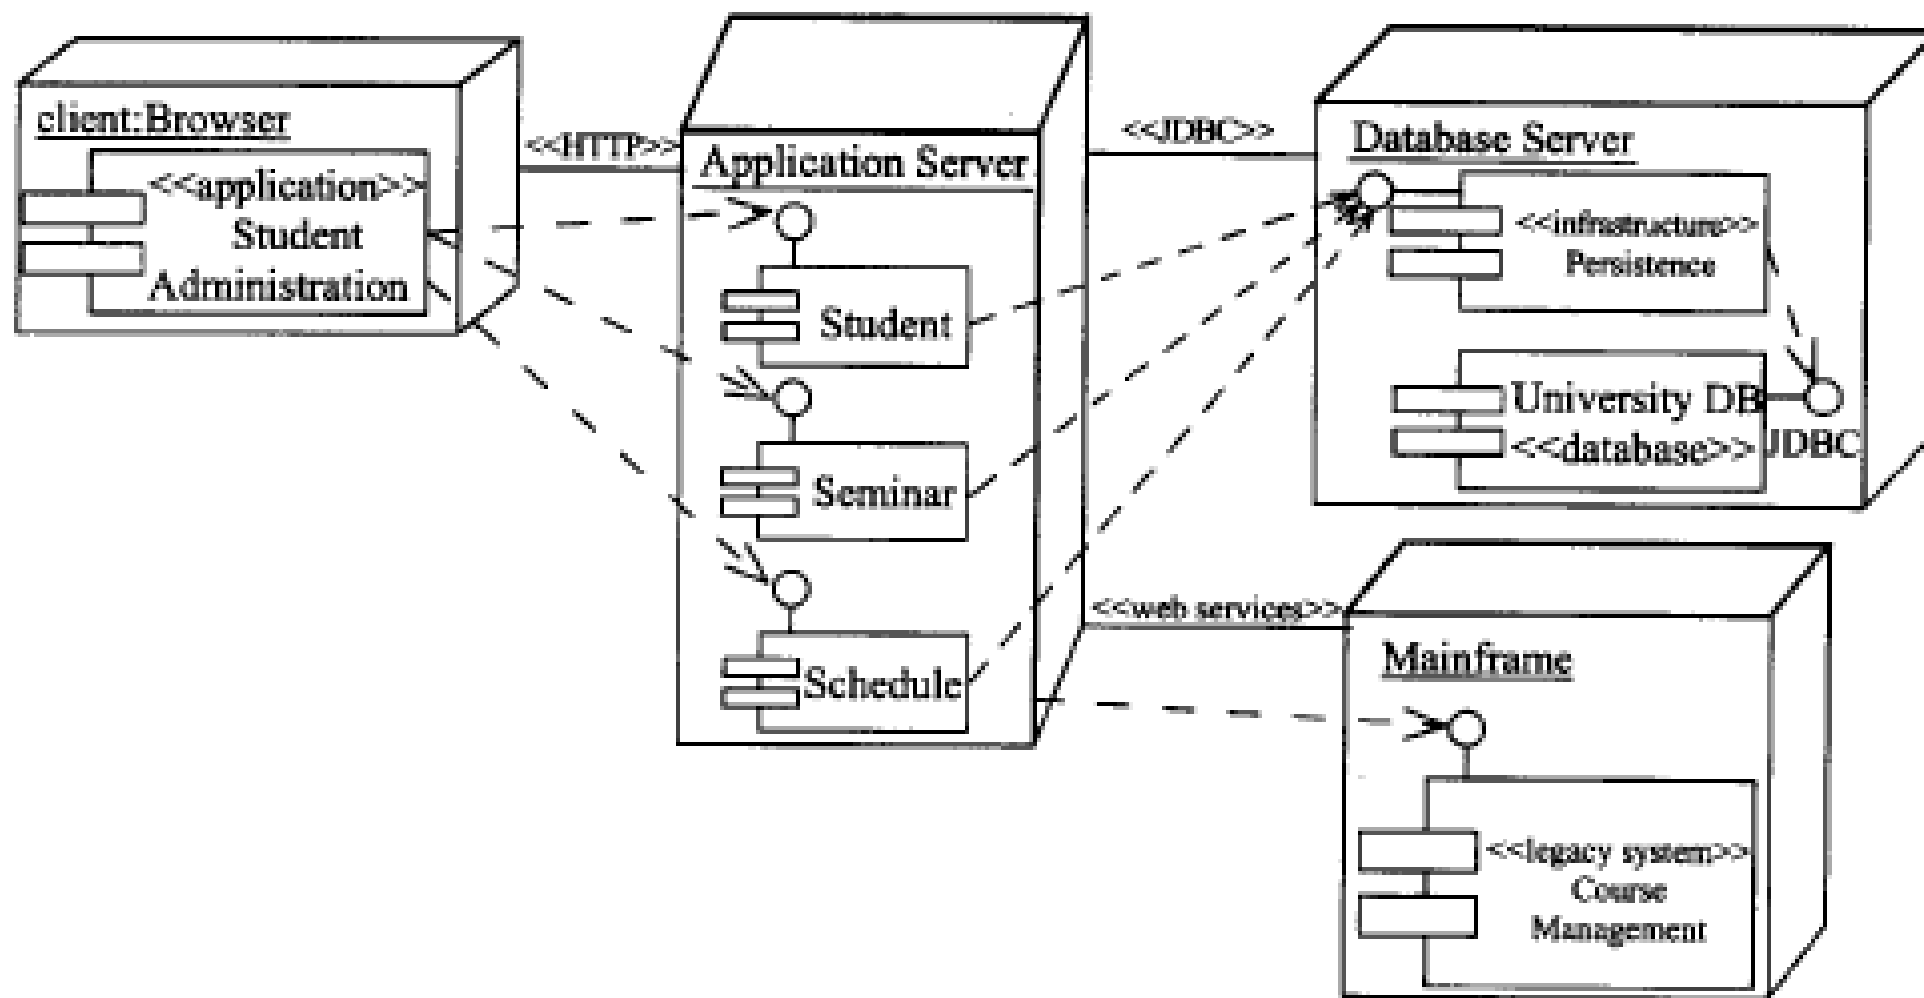 client:Browser
<<application>>
Student
Administration
<<HTTP>>
Application Server
Student
Seminar
Schedule
<<JDBC>>
Database Server
<<infrastructure>>
Persistence
University DB
<<database>>
JDBC
<<web services>>
Mainframe
<<legacy system>>
Course
Management